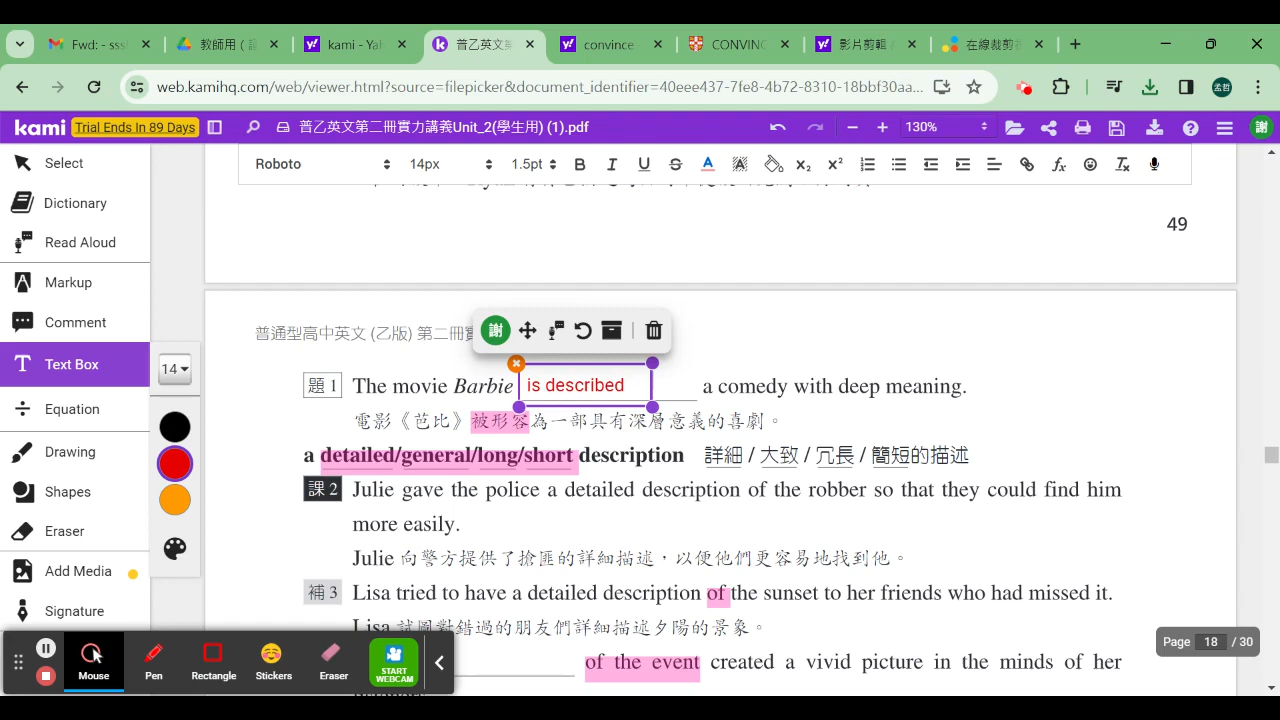 Fwd: - sss
教師用 (
kami - Ya
普乙英文
convince
CONVINC
影片剪輯
在線裁剪
web.kamihq.com/web/viewer.html?source=filepicker&document_identifier=40eee437-7fe8-4b72-8310-18bbf30aa...
孟哲
kami
Trial Ends In 89 Days
普乙英文第二冊實力講義Unit_2(學生用) (1).pdf
130%
謝
Select
Roboto
14px
1.5pt
Dictionary
49
Read Aloud
Markup
Comment
普通型高中英文 (乙版) 第二冊
謝
Text Box
14
題 1 The movie Barbie is described a comedy with deep meaning.
電影《芭比》被形容為一部具有深層意義的喜劇。
Equation
Drawing
a detailed/general/long/short description 詳細 / 大致 / 冗長 / 簡短的描述
Shapes
課 2 Julie gave the police a detailed description of the robber so that they could find him
more easily.
Eraser
Julie 向警方提供了搶匪的詳細描述，以便他們更容易地找到他。
Add Media
補 3 Lisa tried to have a detailed description of the sunset to her friends who had missed it.
Signature
Lisa 試圖對錯過的朋友們詳細描述夕陽的景象。
Page 18 / 30
of the event created a vivid picture in the minds of her
Mouse
Pen
Rectangle
Stickers
Eraser
START
WEBCAM